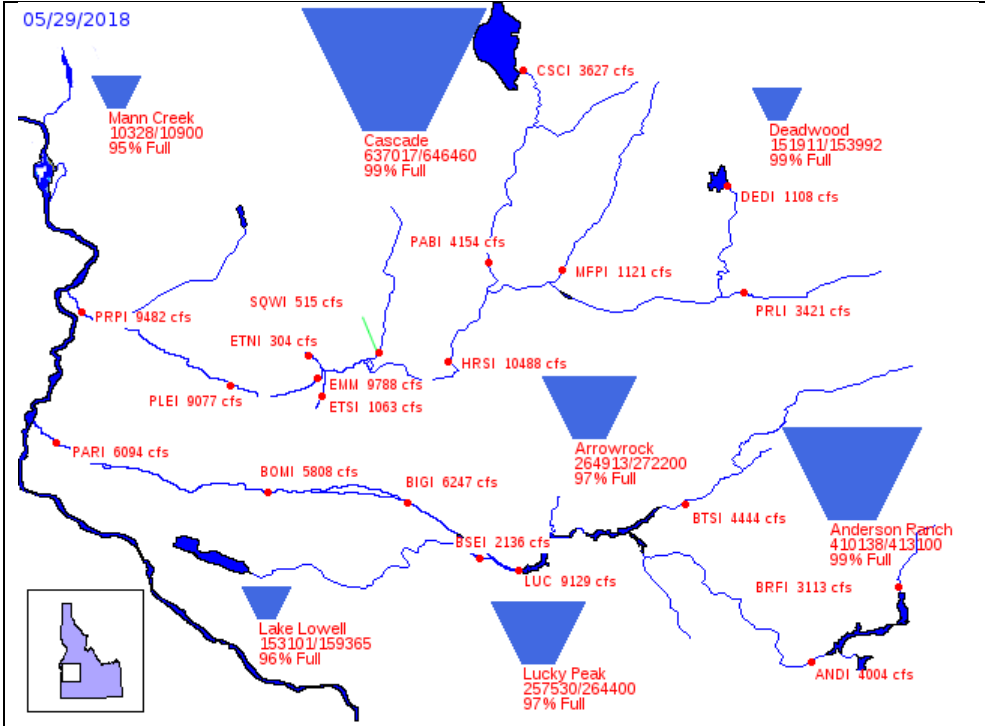 05/29/2018
CSCI 3627 cfs
Mann Creek
10328/10900
95% Full
Cascade
637017/646460
99% Full
Deadwood
151911/153992
99% Full
DEDI 1108 cfs
PABI 4154 cfs
MFPI 1121 cfs
SQWI 515 cfs
PRPI 9482 cfs
PRLI 3421 cfs
ETNI 304 cfs
HRSI 10488 cfs
EMM 9788 cfs
PLEI 9077 cfs
ETSI 1063 cfs
Arrowrock
264913/272200
97% Full
PARI 6094 cfs
BOMI 5808 cfs
BIGI 6247 cfs
BTSI 4444 cfs
Anderson Ranch
410138/413100
99% Full
BSEI 2136 cfs
LUC 9129 cfs
BRFI 3113 cfs
Lake Lowell
153101/159365
96% Full
Lucky Peak
257530/264400
97% Full
ANDI 4004 cfs